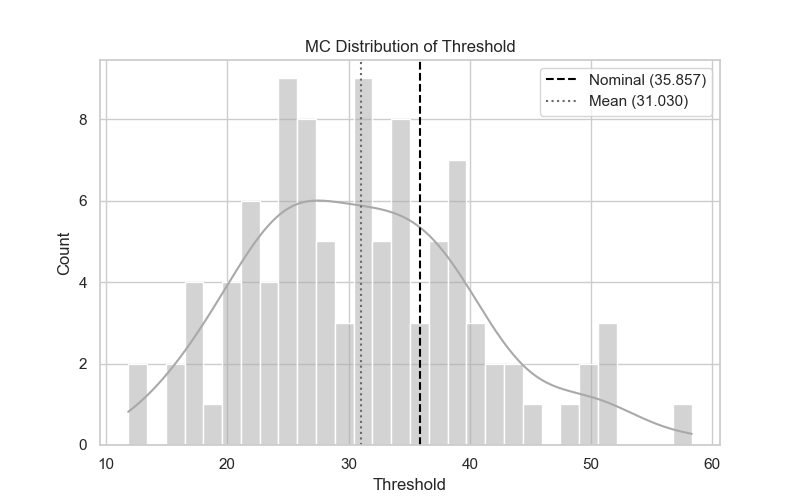 MC Distribution of Threshold
Nominal (35.857)
Mean (31.030)
8
6
4
2
0
Count
10 20 30 40 50 60
Threshold